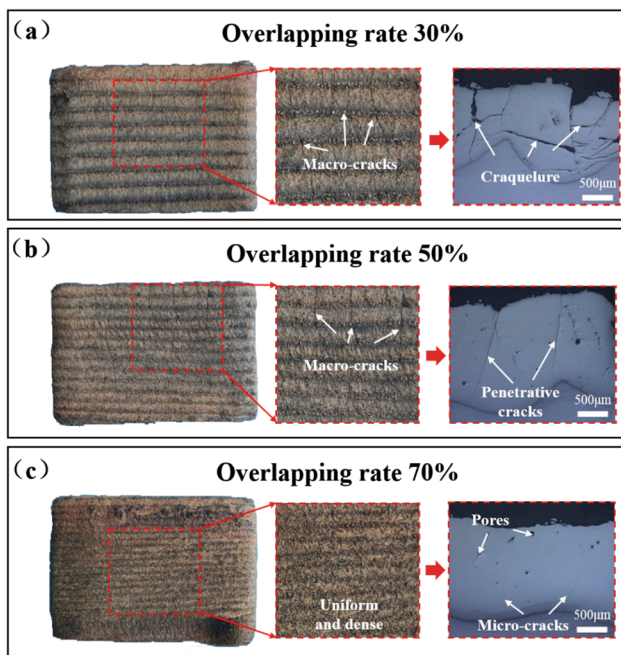 (a)
Overlapping rate 30%
Macro-cracks
Craquelure
500μm
(b)
Overlapping rate 50%
Macro-cracks
Penetrative
cracks
500μm
(c)
Overlapping rate 70%
Uniform
and dense
Pores
500μm
Micro-cracks